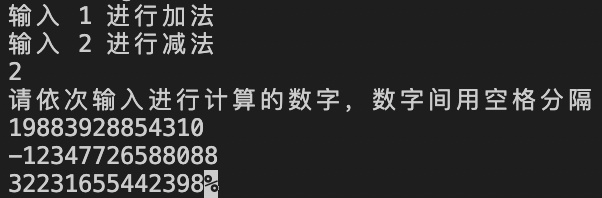 输入 1 进行加法
输入 2 进行减法
2
请依次输入进行计算的数字，数字间用空格分隔
19883928854310
-12347726588088
32231655442398%